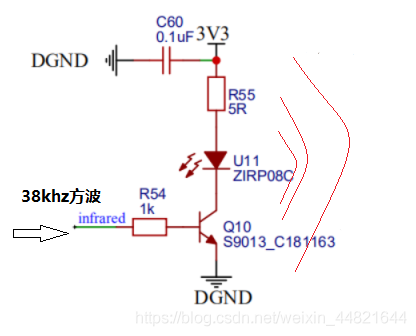 C60
0.1uF
3V3
DGND
R55
5R
U11
ZIRP08C
38khz方波
R54
infrared
1k
Q10
S9013_C181163
DGND
https://blog.csdn.net/weixin_44821644